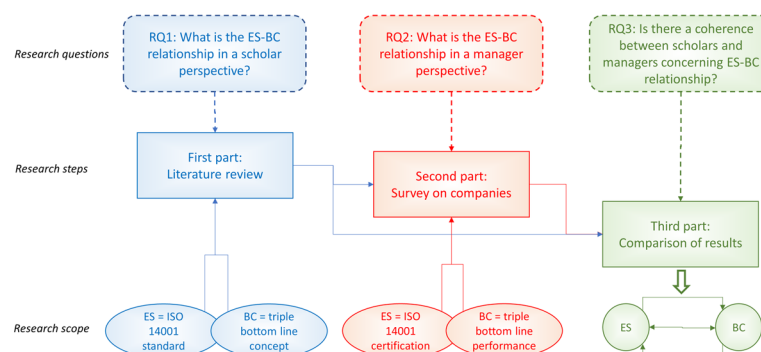 Research questions
RQ1: What is the ES-BC
relationship in a scholar
perspective?
RQ2: What is the ESBC
relationship in a manager
perspective?
RQ3: Is there a coherence
between scholars and
managers concerning ES-BC
relationship?
Research steps
First part:
Literature review
Second part:
Survey on companies
Third part:
Comparison of results
Research scope
ES = ISO
14001
standard
BC = triple
bottom line
concept
ES = ISO
14001
certification
BC = triple
bottom line
performance
ES
BC